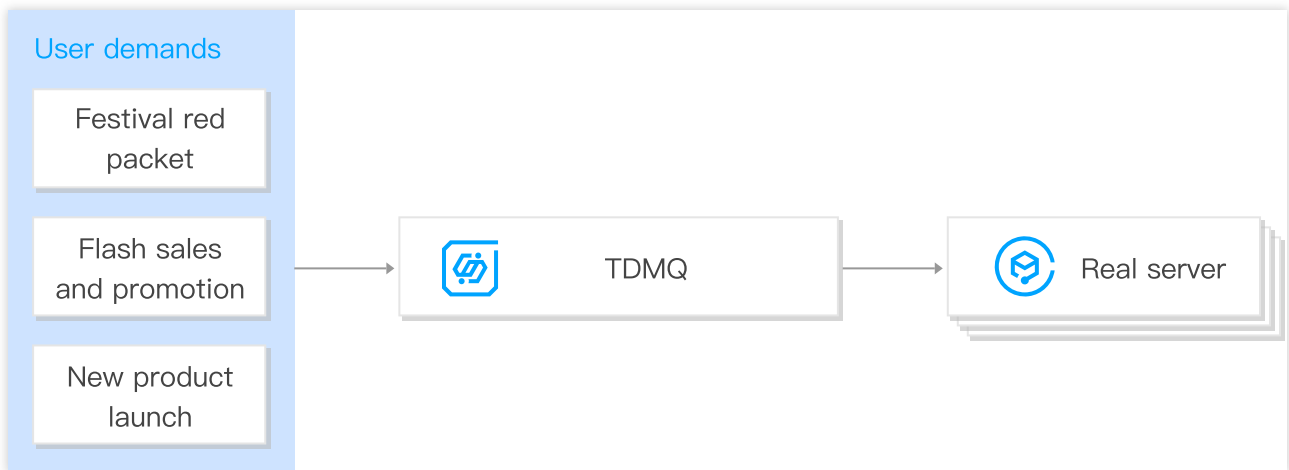 User demands
Festival red
packet
Flash sales
and promotion
New product
launch
TDMQ
Real server